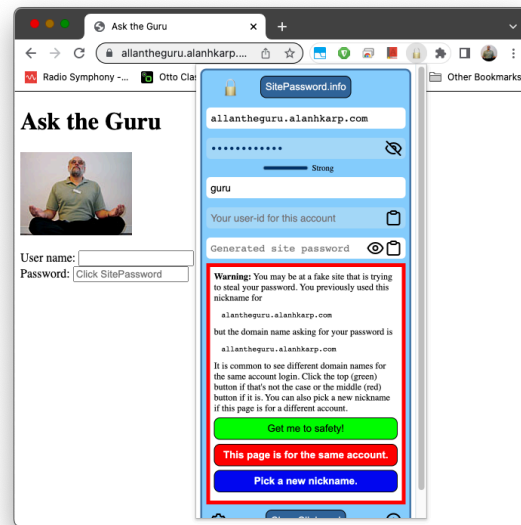 Ask the Guru
allantheguru.alanhkarp....
Radio Symphony -...
Otto Clas
Other Bookmarks
Ask the Guru
User name:
Password: Click SitePassword
SitePassword.info
allantheguru.alanhkarp.com
Strong
guru
Your user-id for this account
Generated site password
Warning: You may be at a fake site that is trying
to steal your password. You previously used this
nickname for
alantheguru.alanhkarp.com
but the domain name asking for your password is
allantheguru.alanhkarp.com
It is common to see different domain names for
the same account login. Click the top (green)
button if that's not the case or the middle (red)
button if it is. You can also pick a new nickname
if this page is for a different account.
Get me to safety!
This page is for the same account.
Pick a new nickname.